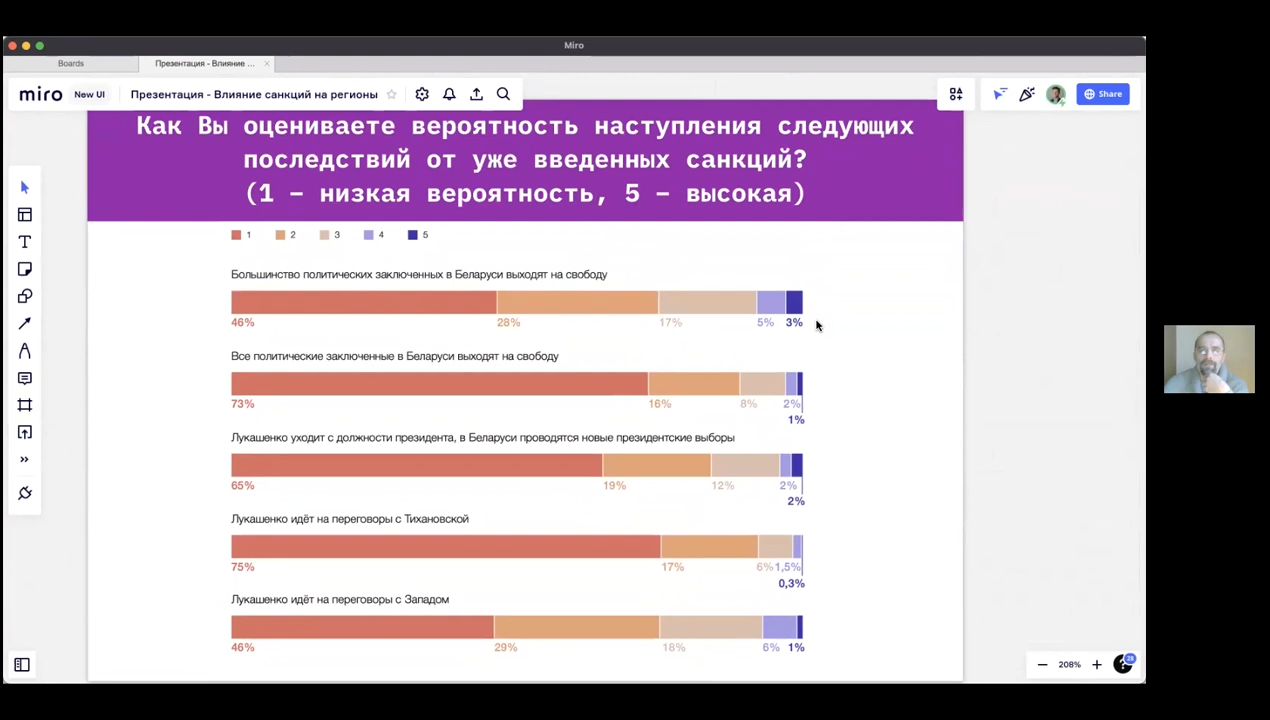 Miro
Boards
Презентация - Влияние ...
miro
New UI
Презентация - Влияние санкций на регионы
Share
Как Вы оцениваете вероятность наступления следующих
последствий от уже введенных санкций?
(1 – низкая вероятность, 5 – высокая)
1 2 3 4 5
Большинство политических заключенных в Беларуси выходят на свободу
46% 28% 17% 5% 3%
Все политические заключенные в Беларуси выходят на свободу
73% 16% 8% 2%
1%
Лукашенко уходит с должности президента, в Беларуси проводятся новые президентские выборы
65% 19% 12% 2%
2%
Лукашенко идёт на переговоры с Тихановской
75% 17% 6% 1,5%
0,3%
Лукашенко идёт на переговоры с Западом
46% 29% 18% 6% 1%
208%